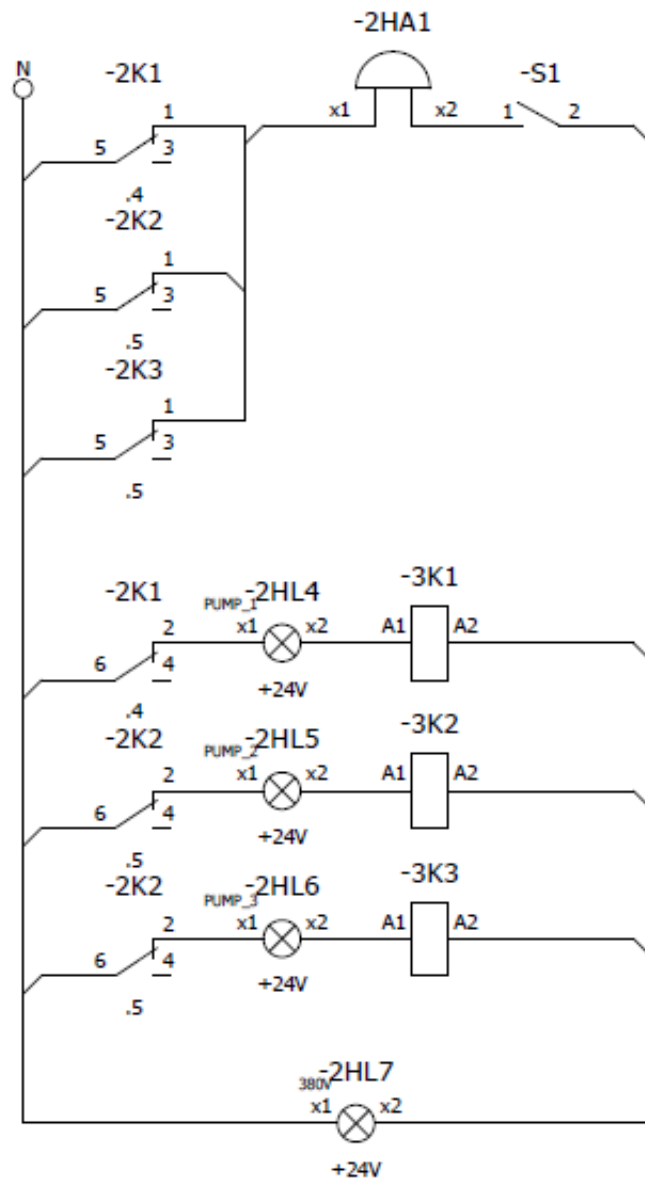 -2HA1
N
-2K1
-S1
1
x1
x2
1
2
5
3
.4
-2K2
1
5
3
.5
-2K3
1
5
3
.5
-2K1
-2HL4
-3K1
PUMP_1
2
x1
x2
A1
A2
6
4
+24V
.4
-2K2
-2HL5
-3K2
PUMP_2
2
x1
x2
A1
A2
6
4
+24V
.5
-2K2
-2HL6
-3K3
PUMP_3
2
x1
x2
A1
A2
6
4
+24V
.5
-2HL7
380V
x1
x2
+24V